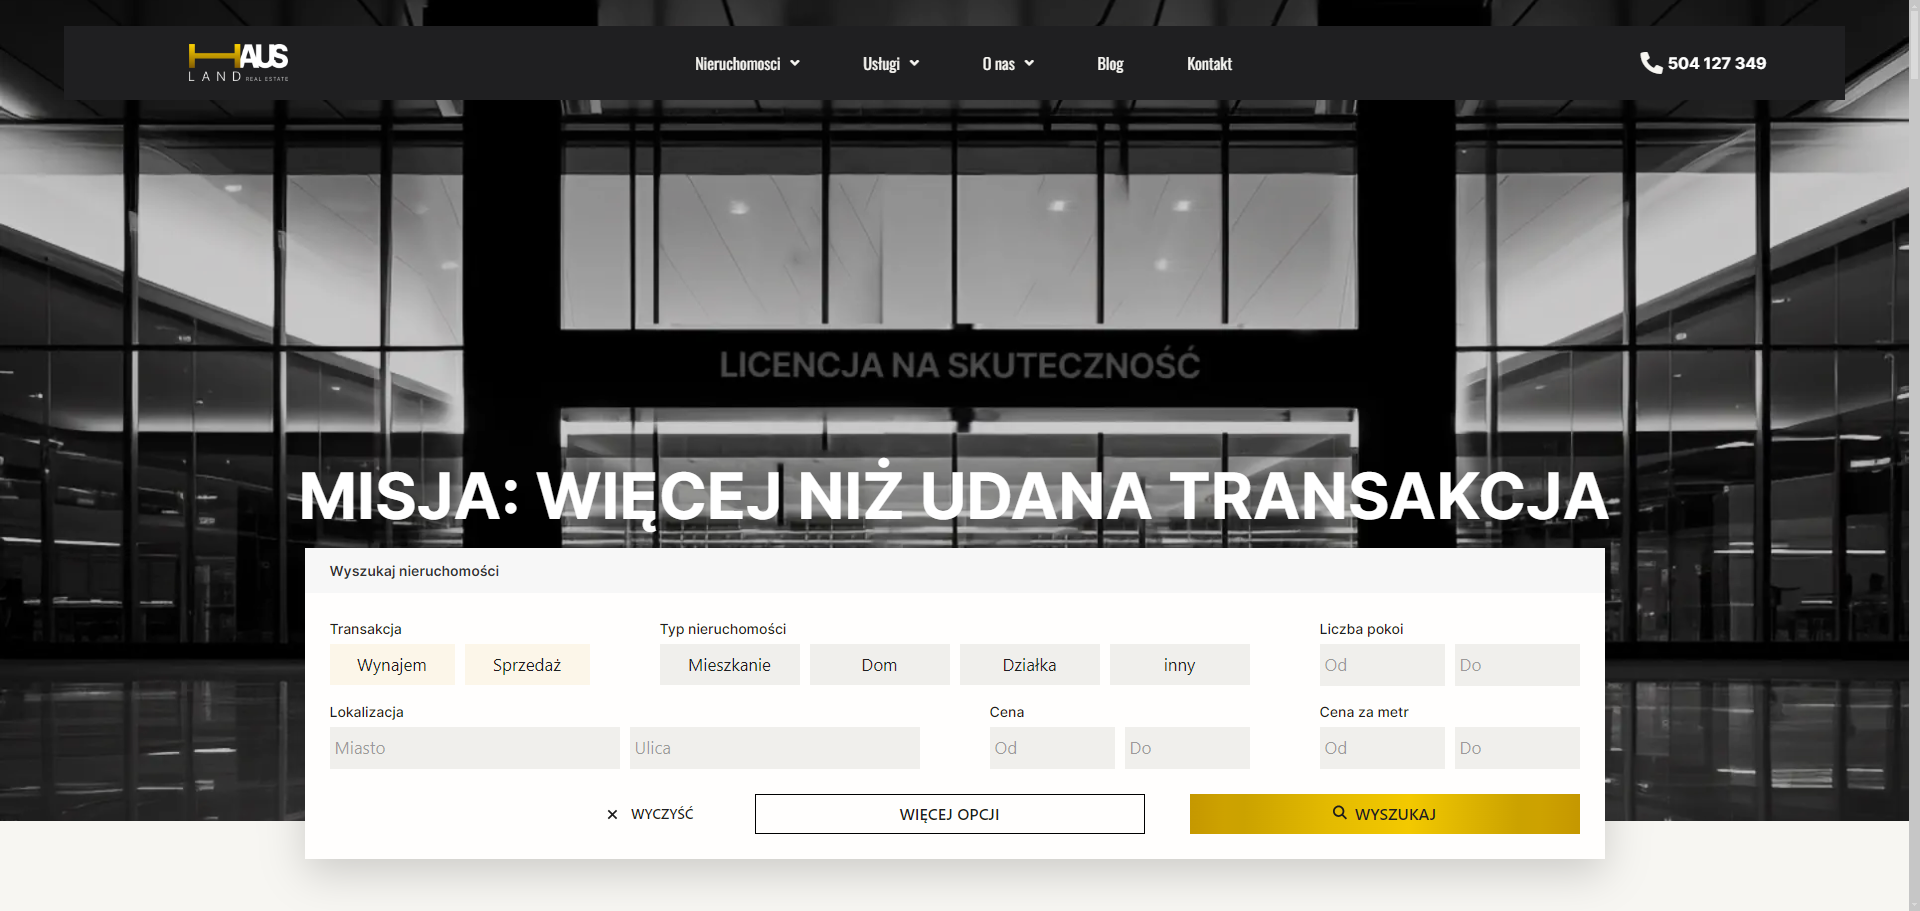 HAUS
LAND REAL ESTATE
Nieruchomosci
Usługi
O nas
Blog
Kontakt
504 127 349
LICENCJA NA SKUTECZNOŚĆ
MISJA: WIĘCEJ NIŻ UDANA TRANSAKCJA
Wyszukaj nieruchomości
Transakcja
Typ nieruchomości
Liczba pokoi
Wynajem
Sprzedaż
Mieszkanie
Dom
Działka
inny
Od
Do
Lokalizacja
Cena
Cena za metr
Miasto
Ulica
Od
Do
Od
Do
WYCZYŚĆ
WIĘCEJ OPCJI
WYSZUKAJ